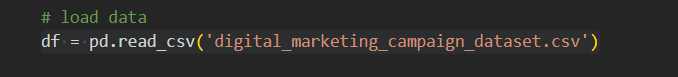 # load data
df = pd.read_csv('digital_marketing_campaign_dataset.csv')